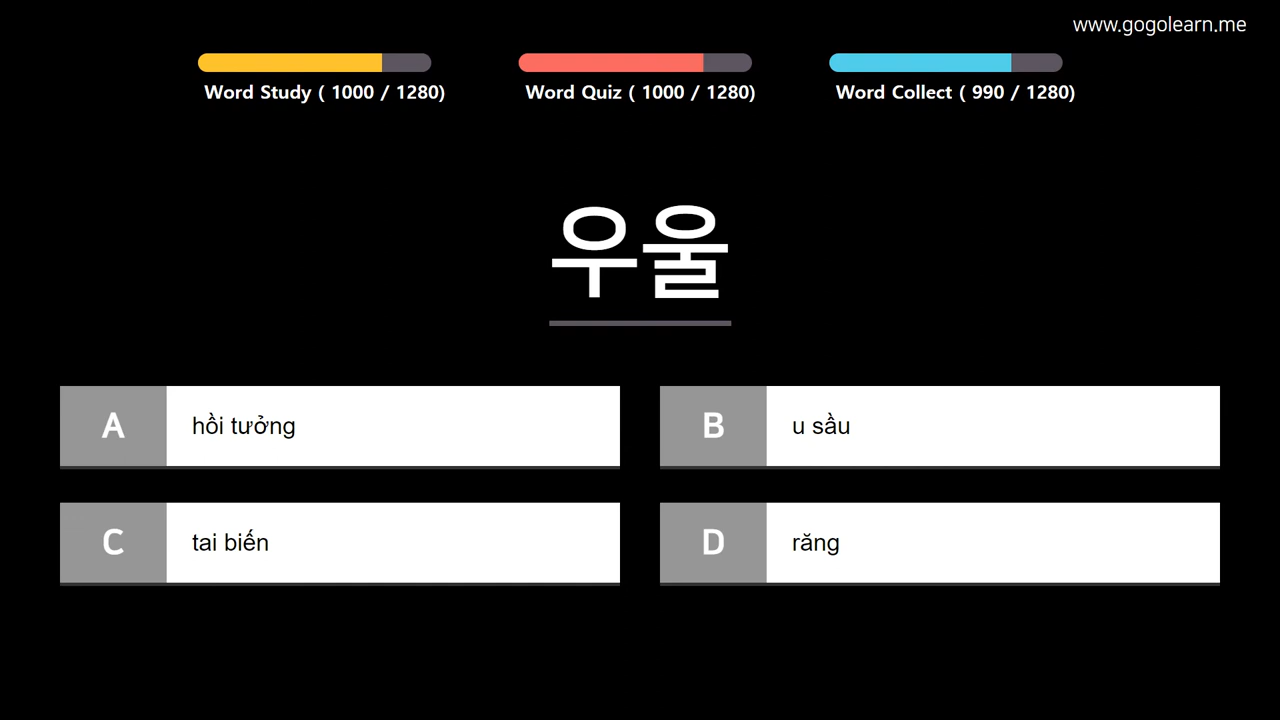 www.gogolearn.me
Word Study ( 1000 / 1280)
Word Quiz ( 1000 / 1280)
Word Collect ( 990 / 1280)
우울
A hồi tưởng
B u sầu
C tai biến
D răng